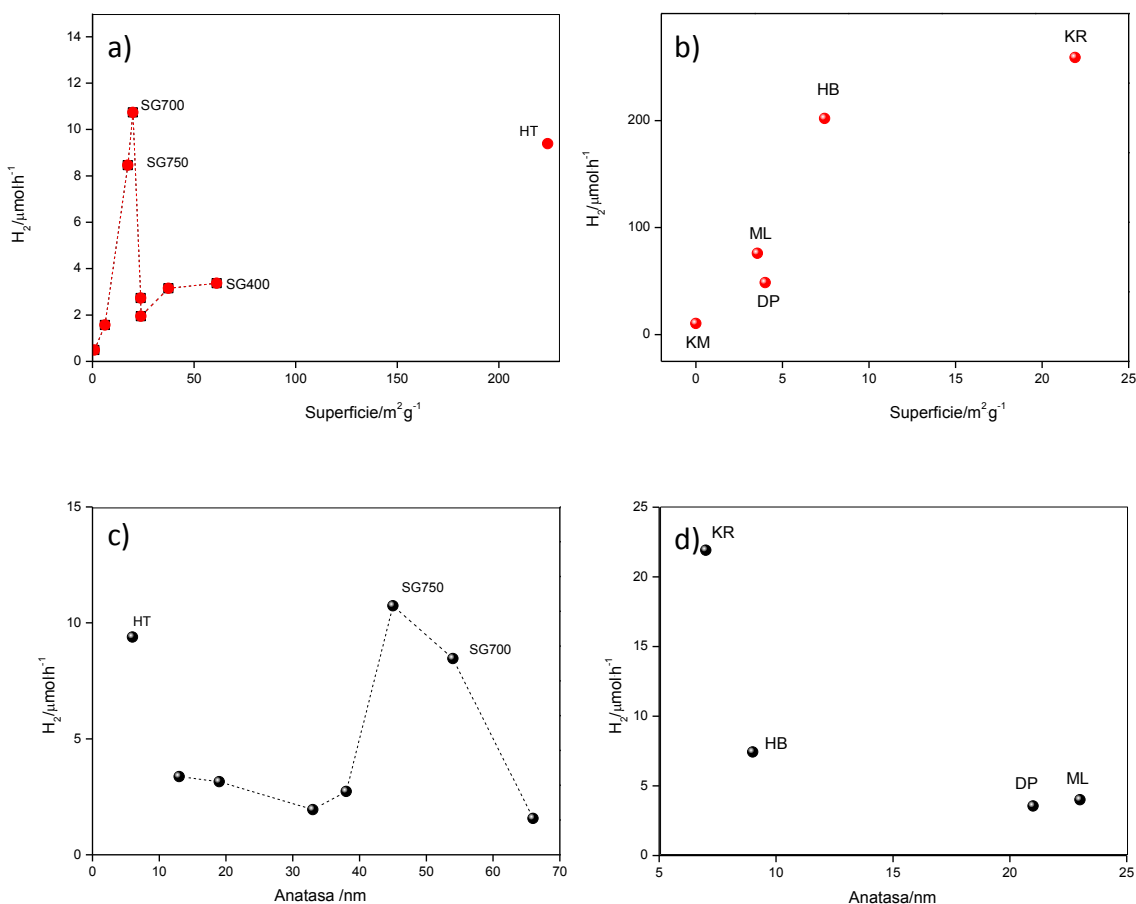 a)
14
12
10
8
6
4
2
0
H₂/μmolh⁻¹
SG700
SG750
SG400
HT
0 50 100 150 200
Superficie/m²g⁻¹
b)
200
100
0
H₂/μmolh⁻¹
KR
HB
ML
DP
KM
0 5 10 15 20 25
Superficie/m²g⁻¹
c)
15
10
5
0
H₂/μmolh⁻¹
HT
SG750
SG700
0 10 20 30 40 50 60 70
Anatasa /nm
d)
25
20
15
10
5
0
H₂/μmolh⁻¹
KR
HB
DP
ML
5 10 15 20 25
Anatasa/nm